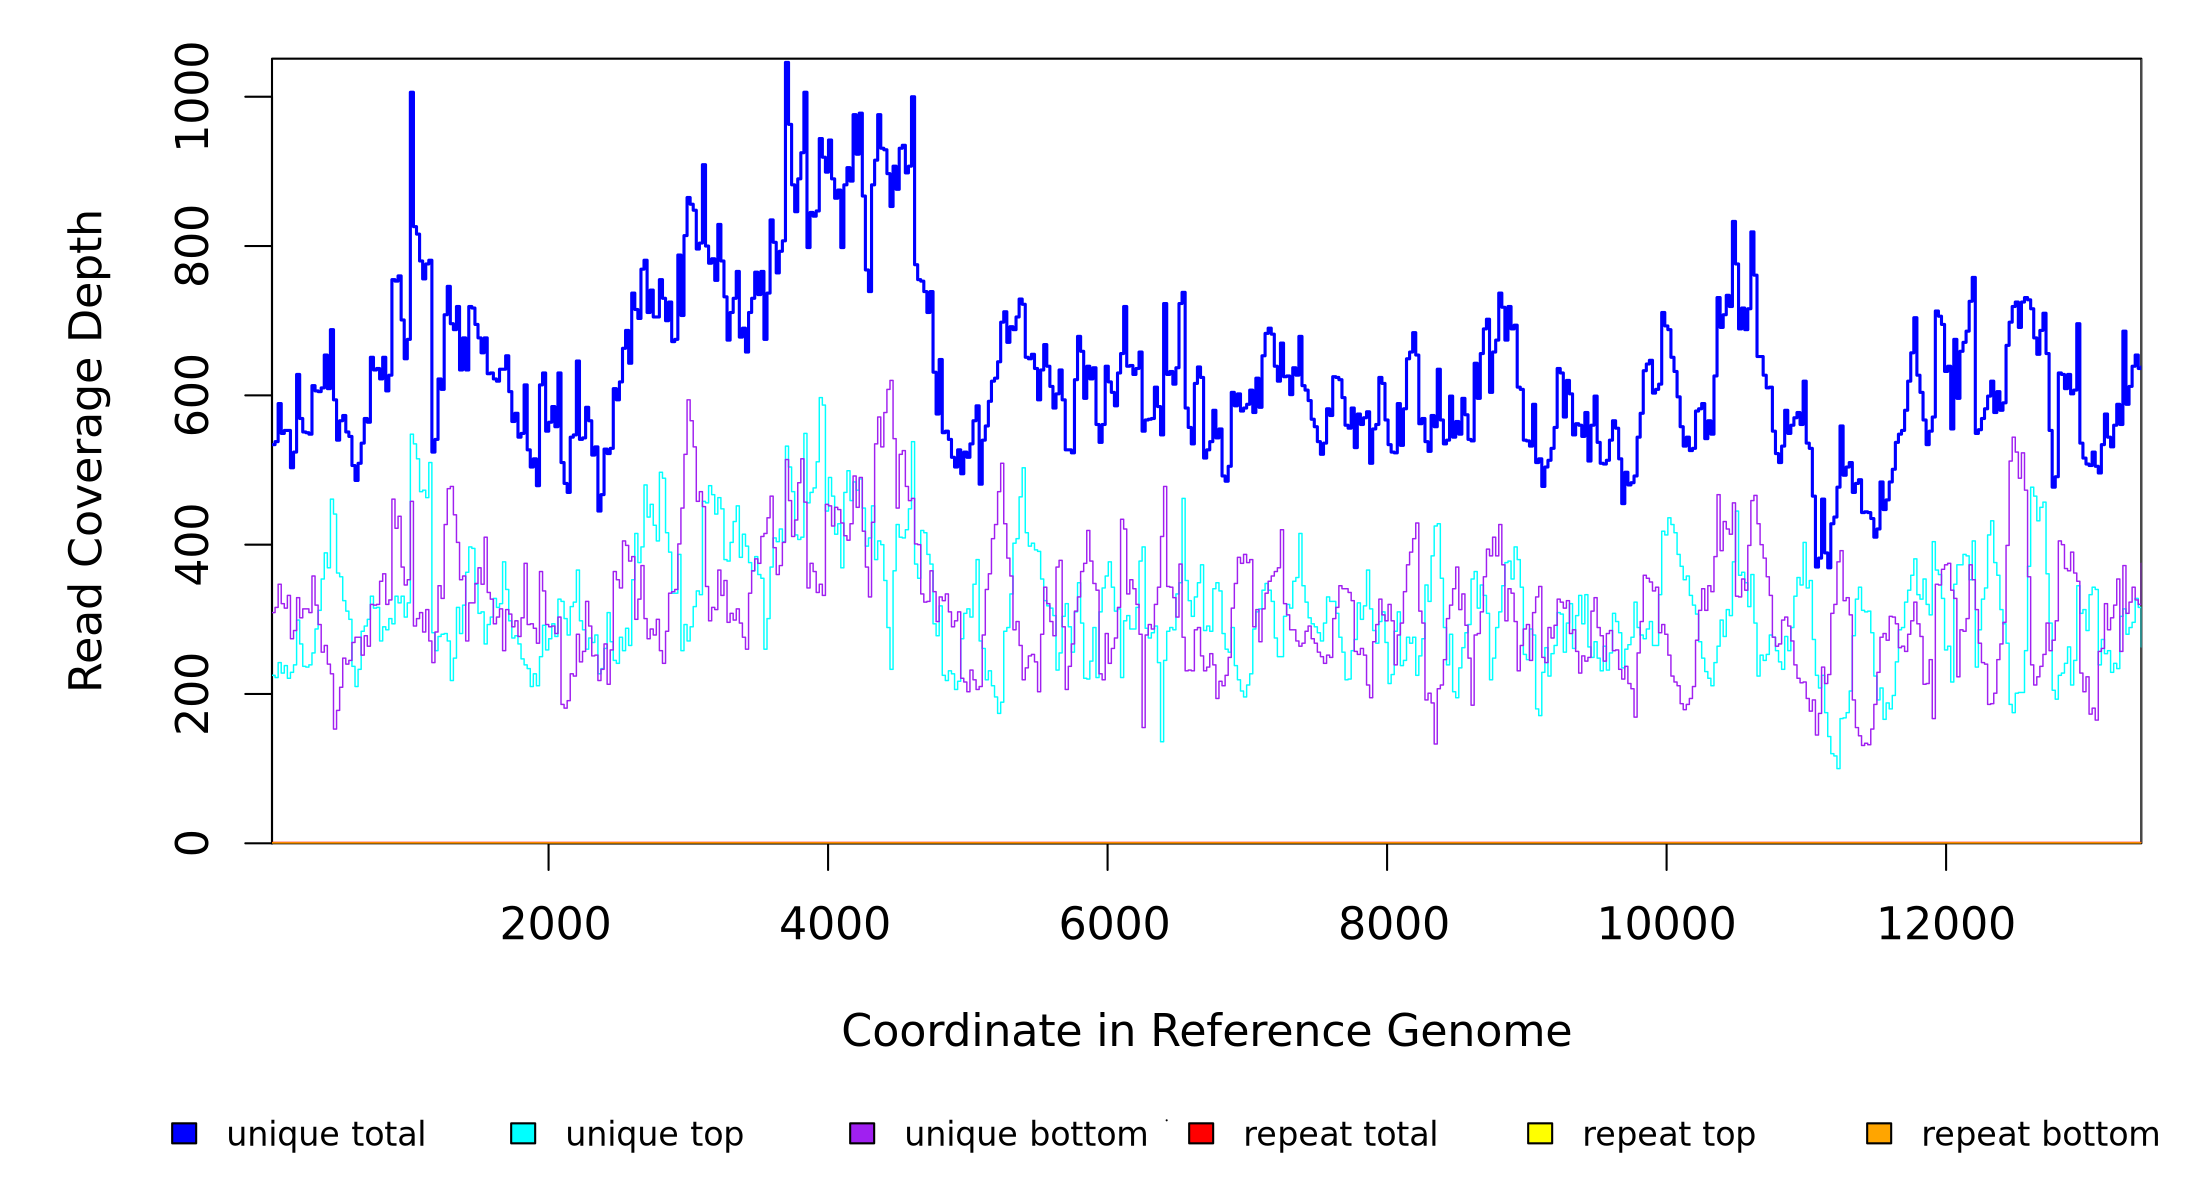 Read Coverage Depth
1000
800
600
400
200
0
2000 4000 6000 8000 10000 12000
Coordinate in Reference Genome
unique total unique top unique bottom repeat total repeat top repeat bottom